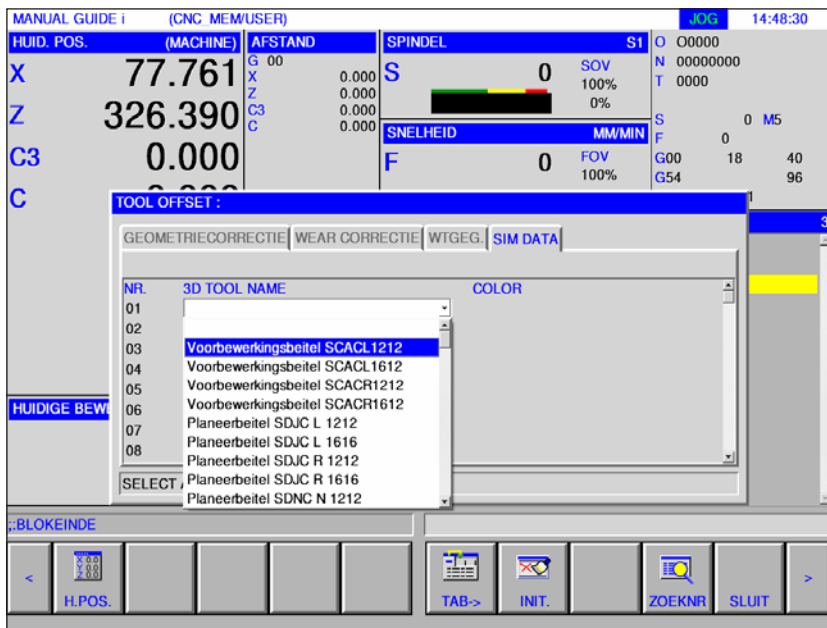 MANUAL GUIDE i (CNC_MEM/USER) JOG 14:48:30
HUID. POS. (MACHINE) AFSTAND SPINDEL S1 O O0000
G 00 N 00000000
X 77.761 X 0.000 S 0 SOV 100% T 0000
Z 0.000 0%
Z 326.390 C3 0.000 S 0 M5
C 0.000 SNELHEID MM/MIN F 0
C3 0.000 F 0 FOV G00 18 40
100% G54 96
C 1
TOOL OFFSET :
3
GEOMETRIECORRECTIE WEAR CORRECTIE WTGEG. SIM DATA
NR. 3D TOOL NAME COLOR
01
02
03 Voorbewerkingsbeitel SCACL1212
04 Voorbewerkingsbeitel SCACL1612
05 Voorbewerkingsbeitel SCACR1212
Voorbewerkingsbeitel SCACR1612
HUIDIGE BEW 06 Planeerbeitel SDJC L 1212
07 Planeerbeitel SDJC L 1616
Planeerbeitel SDJC R 1212
08 Planeerbeitel SDJC R 1616
SELECT Planeerbeitel SDNC N 1212
;:BLOKEINDE
< H.POS. TAB-> INIT. ZOEKNR SLUIT >